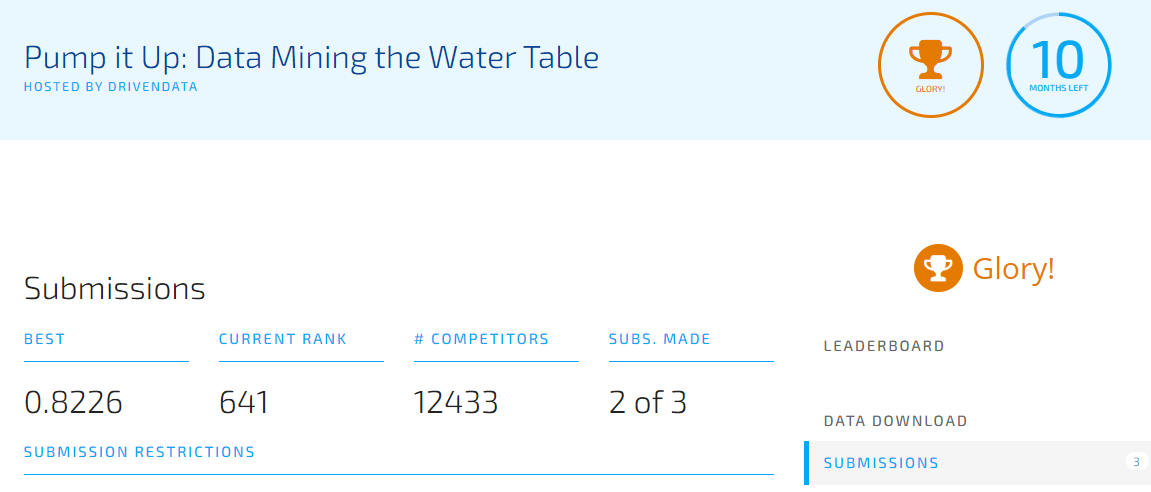 Pump it Up: Data Mining the Water Table
HOSTED BY DRIVENDATA
GLORY!
10
MONTHS LEFT
Submissions
BEST
CURRENT RANK
# COMPETITORS
SUBS. MADE
0.8226
641
12433
2 of 3
SUBMISSION RESTRICTIONS
Glory!
LEADERBOARD
DATA DOWNLOAD
SUBMISSIONS
3